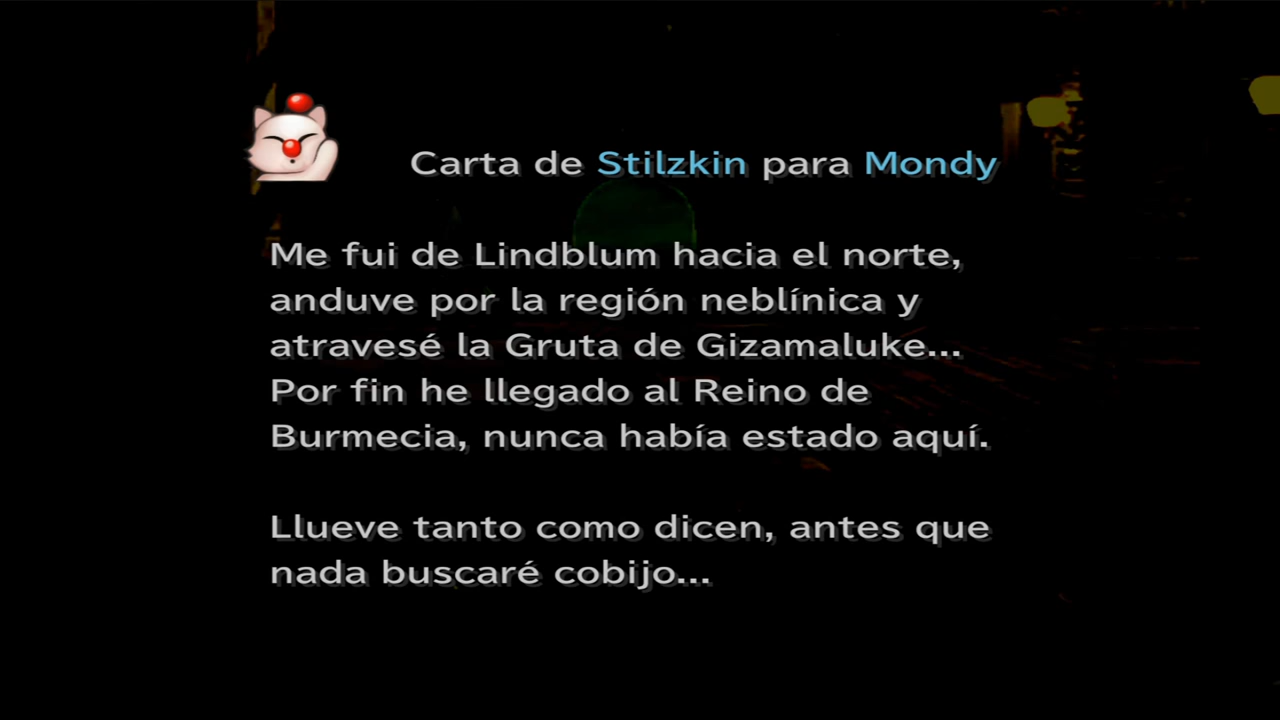 Carta de Stilzkin para Mondy
Me fui de Lindblum hacia el norte,
anduve por la región neblínica y
atravesé la Gruta de Gizamaluke...
Por fin he llegado al Reino de
Burmecia, nunca había estado aquí.
Llueve tanto como dicen, antes que
nada buscaré cobijo...